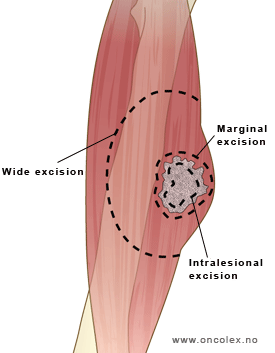 Marginal
excision
Wide excision
Intralesional
excision
www.oncolex.no